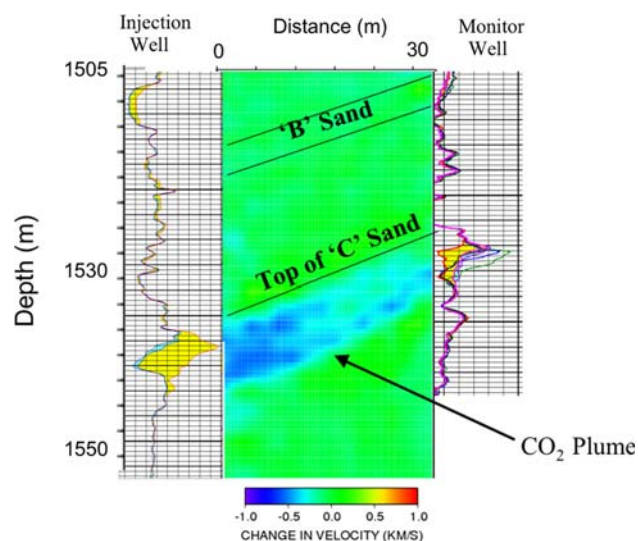 Injection
Well
Distance (m)
Monitor
Well
0
30
1505
'B' Sand
Top of 'C' Sand
1530
Depth (m)
1550
CO₂ Plume
-1.0 -0.5 0.0 0.5 1.0
CHANGE IN VELOCITY (KM/S)